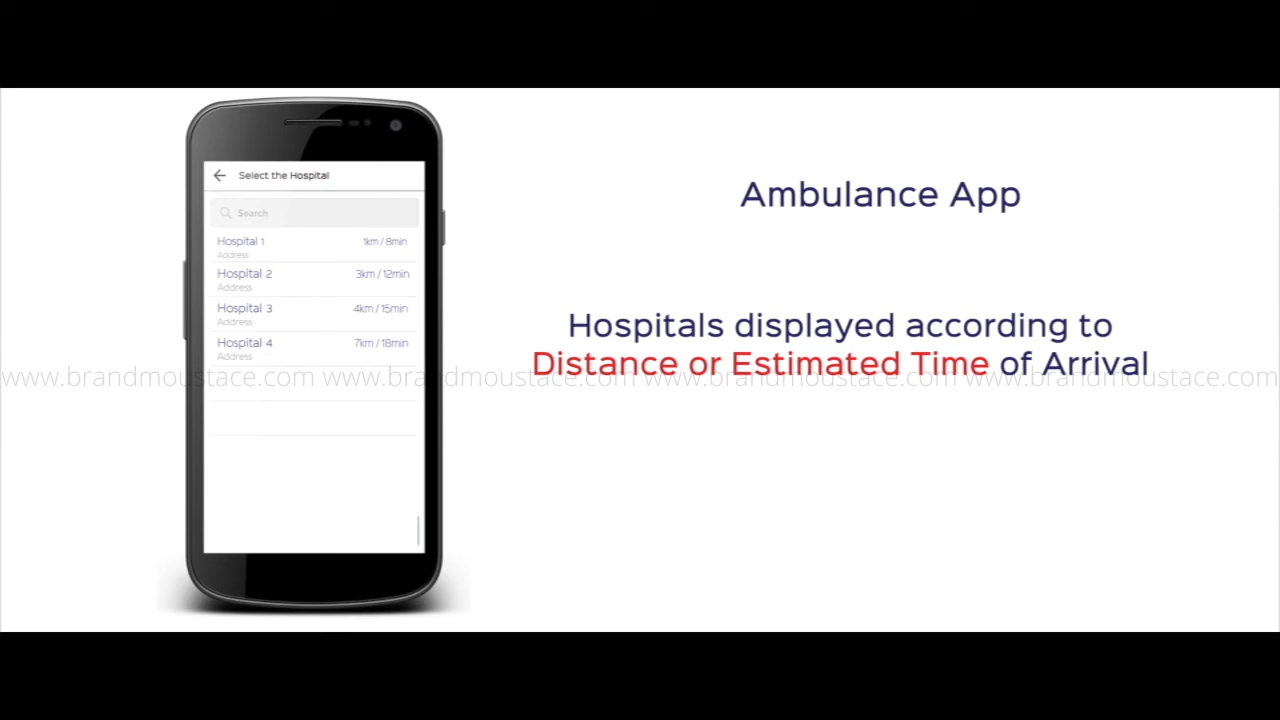 Select the Hospital
Search
Hospital 1 1km / 8min
Address
Hospital 2 3km / 12min
Address
Hospital 3 4km / 15min
Address
Hospital 4 7km / 18min
Address
Ambulance App
Hospitals displayed according to
Distance or Estimated Time of Arrival
www.brandmoustace.com www.brandmoustace.com www.brandmoustace.com www.brandmoustace.com